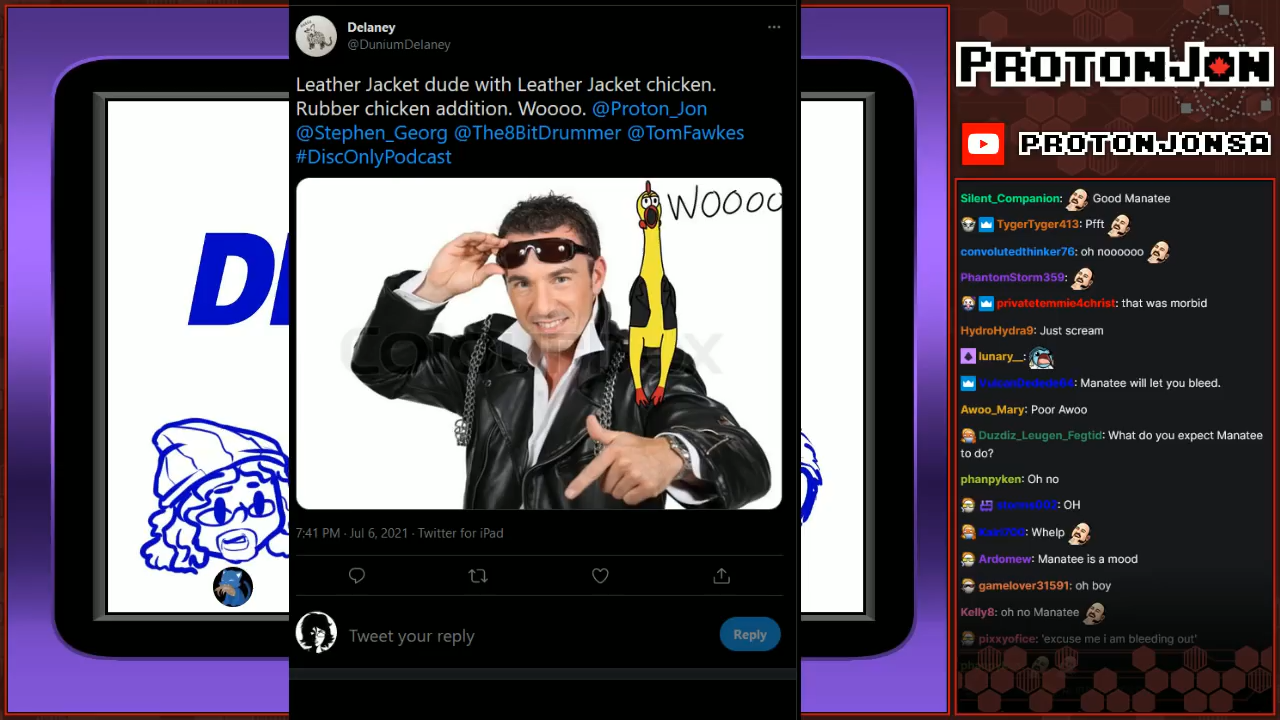 Delaney
@DuniumDelaney
Leather Jacket dude with Leather Jacket chicken.
Rubber chicken addition. Woooo. @Proton_Jon
@Stephen_Georg @The8BitDrummer @TomFawkes
#DiscOnlyPodcast
WOOOO
Colourbox
7:41 PM · Jul 6, 2021 · Twitter for iPad
Tweet your reply
Reply
PROTONJON
PROTONJONSA
Silent_Companion: Good Manatee
TygerTyger413: Pfft
convolutedthinker76: oh nooooo
PhantomStorm359:
privatetemmie4christ: that was morbid
HydroHydra9: Just scream
lunary__:
VulcanDedede64: Manatee will let you bleed.
Awoo_Mary: Poor Awoo
Duzdiz_Leugen_Fegtid: What do you expect Manatee
to do?
phanpyken: Oh no
OH
Whelp
Ardomew: Manatee is a mood
gamelover31591: oh boy
Kelly8: oh no Manatee
pixxyofice: 'excuse me i am bleeding out'